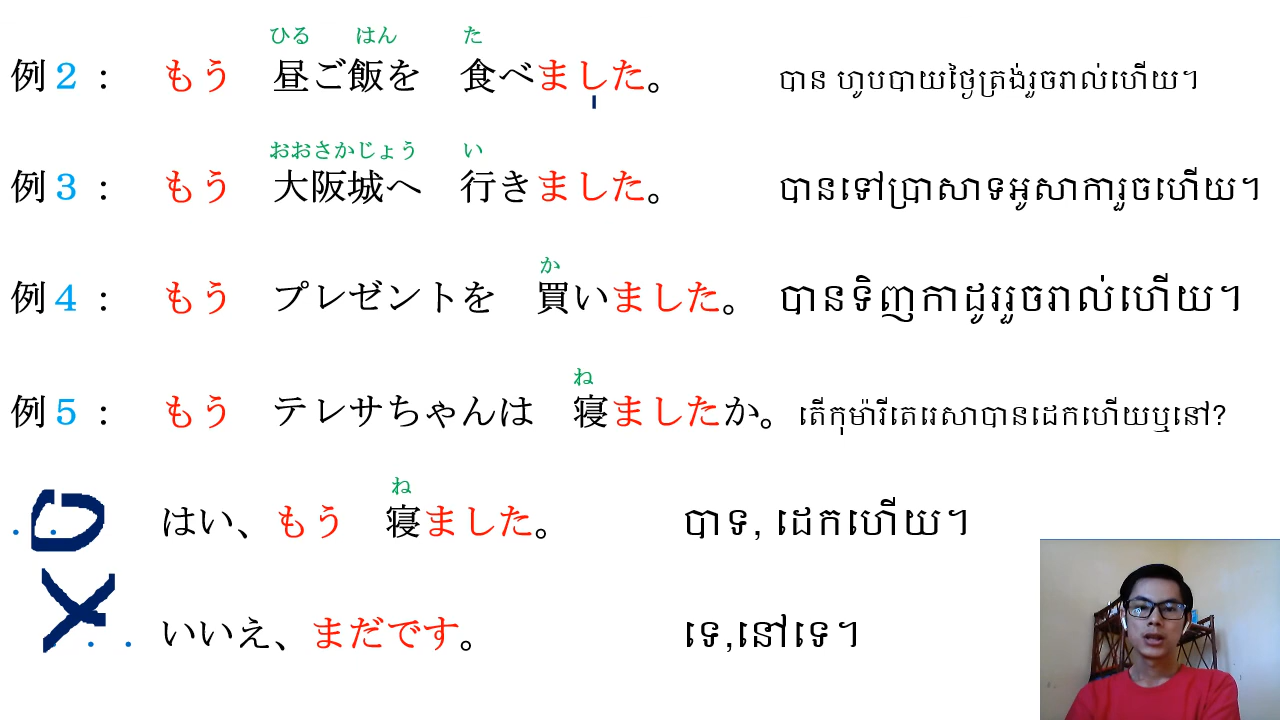 ひる はん た
例2： もう 昼ご飯を 食べました。 បាន ហូបបាយថ្ងៃត្រង់រួចរាល់ហើយ។
おおさかじょう い
例3： もう 大阪城へ 行きました。 បានទៅប្រាសាទអូសាការួចហើយ។
か
例4： もう プレゼントを 買いました。 បានទិញកាដូររួចរាល់ហើយ។
ね
例5： もう テレサちゃんは 寝ましたか。 តើកុម៉ារីតេរេសាបានដេកហើយឬនៅ?
ね
はい、もう 寝ました。 បាទ, ដេកហើយ។
いいえ、まだです。 ទេ,នៅទេ។